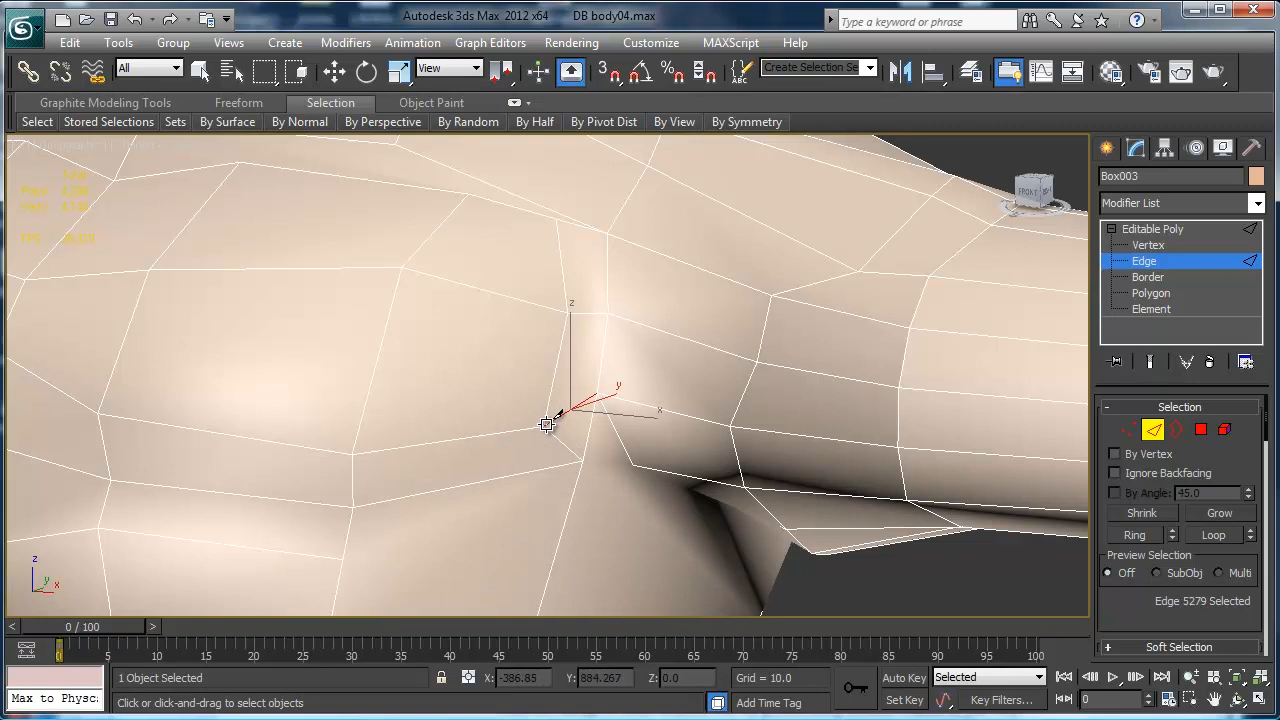 Autodesk 3ds Max 2012 x64 DB body04.max
Type a keyword or phrase
Edit Tools Group Views Create Modifiers Animation Graph Editors Rendering Customize MAXScript Help
All View Create Selection Se
Graphite Modeling Tools Freeform Selection Object Paint
Select Stored Selections Sets By Surface By Normal By Perspective By Random By Half By Pivot Dist By View By Symmetry
Total
FPS
FRONT
z
y
x
z
y
x
Box003
Modifier List
Editable Poly
Vertex
Edge
Border
Polygon
Element
- Selection
By Vertex
Ignore Backfacing
By Angle: 45.0
Shrink Grow
Ring Loop
Preview Selection
Off SubObj Multi
Edge 5279 Selected
+ Soft Selection
< 0 / 100 >
0 5 10 15 20 25 30 35 40 45 50 55 60 65 70 75 80 85 90 95 100
1 Object Selected X: -386.85 Y: 884.267 Z: 0.0 Grid = 10.0 Auto Key Selected
Max to Physc: Click or click-and-drag to select objects Add Time Tag Set Key Key Filters... 0